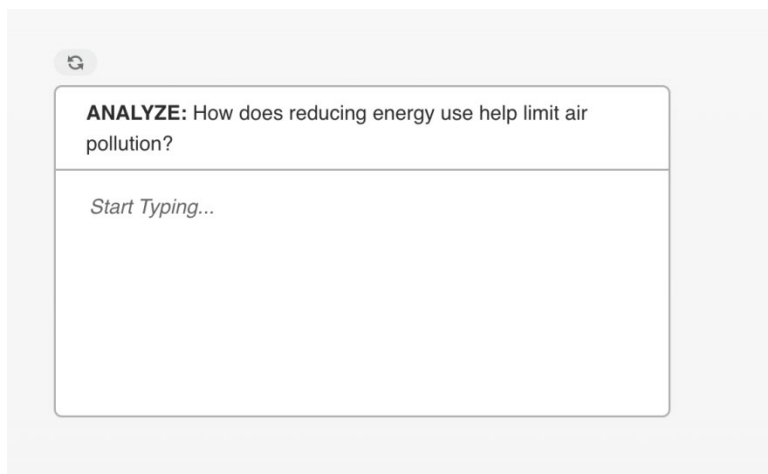 ANALYZE: How does reducing energy use help limit air
pollution?
Start Typing...